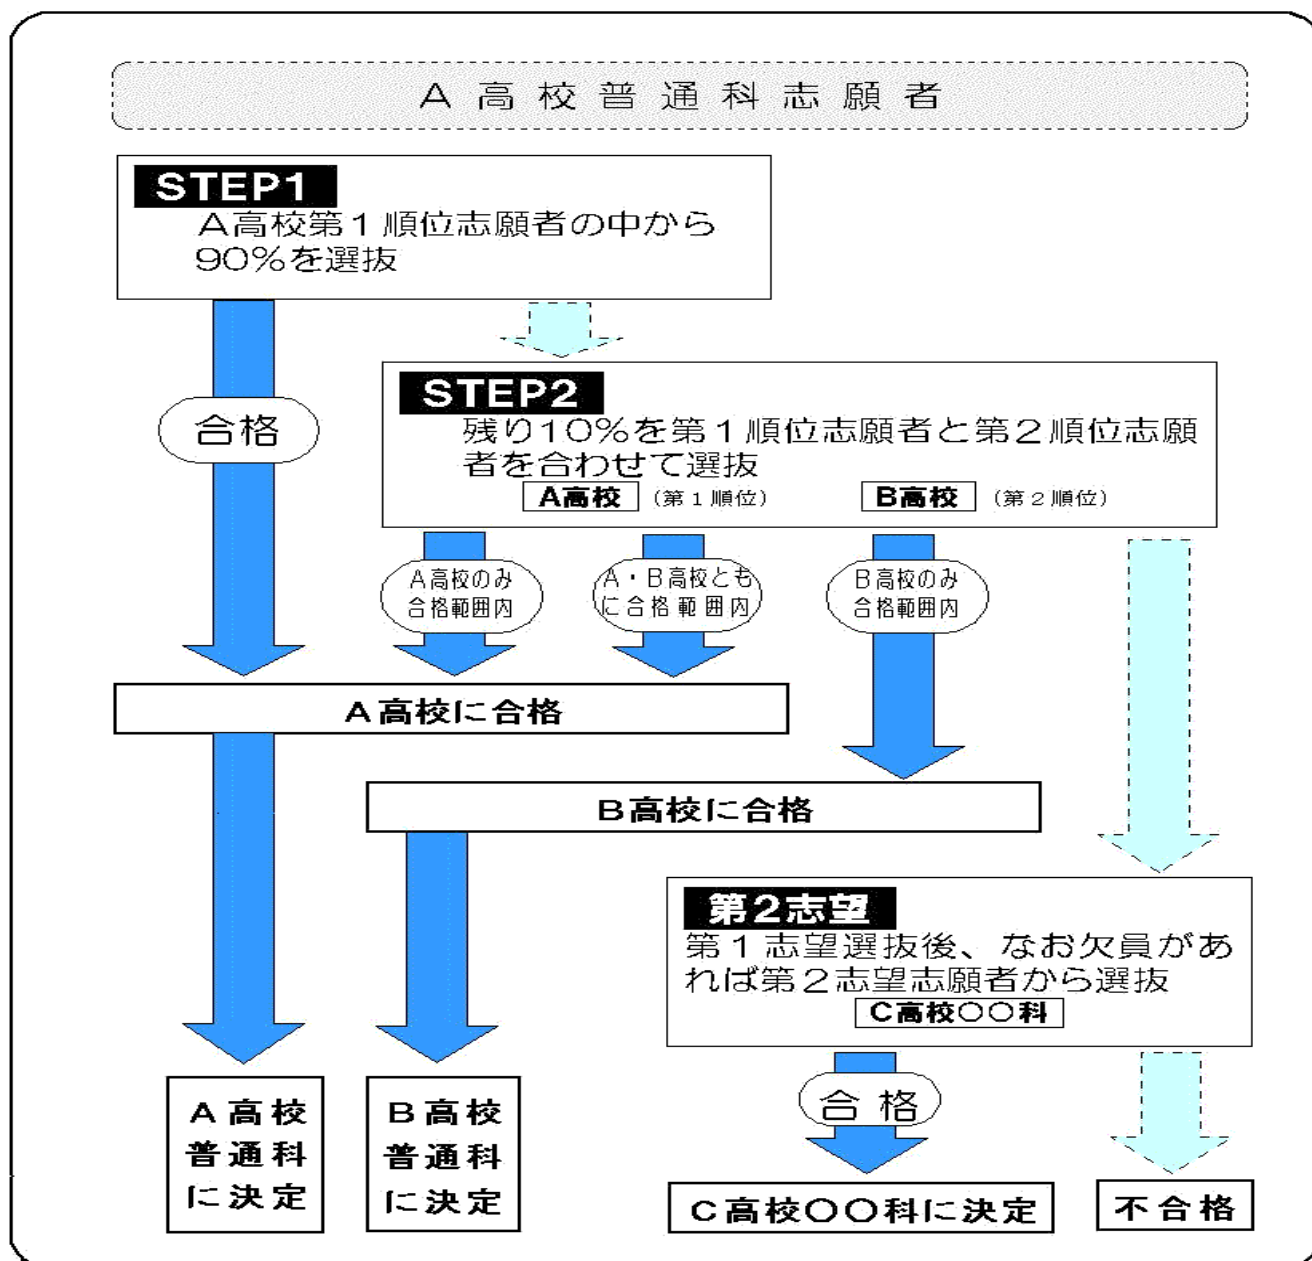 A高校普通科志願者
STEP1
A高校第1順位志願者の中から
90%を選抜
合格
STEP2
残り10%を第1順位志願者と第2順位志願
者を合わせて選抜
A高校 (第1順位) B高校 (第2順位)
A高校のみ
合格範囲内
A・B高校とも
に合格範囲内
B高校のみ
合格範囲内
A高校に合格
B高校に合格
第2志望
第1志望選抜後、なお欠員があ
れば第2志望志願者から選抜
C高校〇〇科
合格
A高校
普通科
に決定
B高校
普通科
に決定
C高校〇〇科に決定
不合格